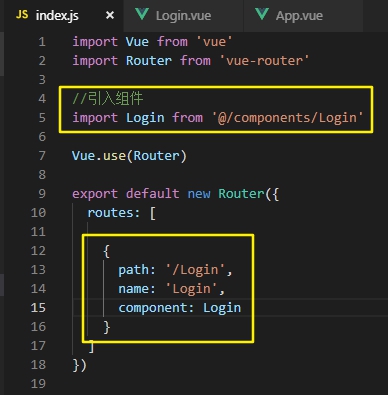 JS index.js Login.vue App.vue
1 import Vue from 'vue'
2 import Router from 'vue-router'
3
4 //引入组件
5 import Login from '@/components/Login'
6
7 Vue.use(Router)
8
9 export default new Router({
10 routes: [
11
12 {
13 path: '/Login',
14 name: 'Login',
15 component: Login
16 }
17 ]
18 })
19